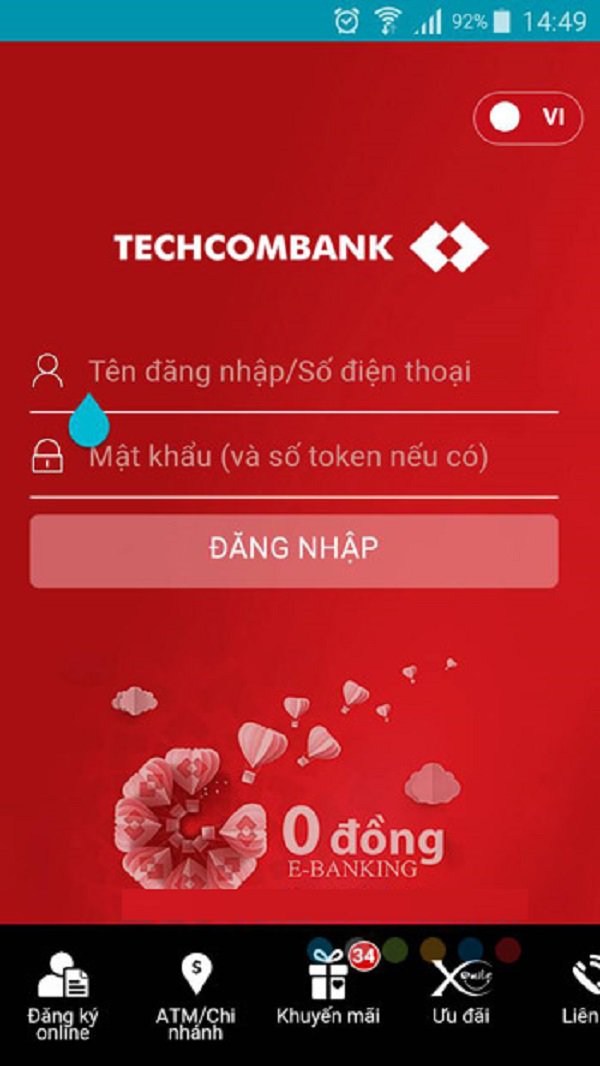 92% 14:49
VI
TECHCOMBANK
Tên đăng nhập/Số điện thoại
Mật khẩu (và số token nếu có)
ĐĂNG NHẬP
0 đồng
E-BANKING
34
$
Đăng ký
online
ATM/Chi
nhánh
Khuyến mãi
Ưu đãi
Liên